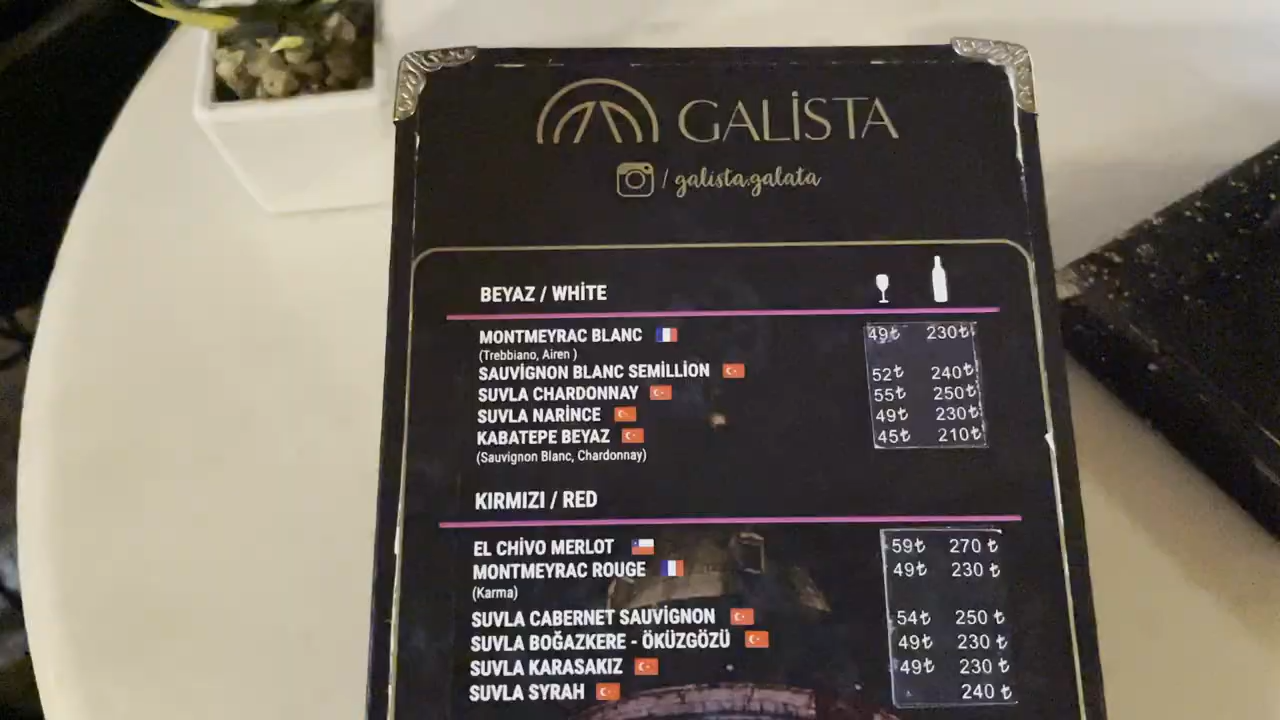 GALİSTA
/ galista.galata
BEYAZ / WHİTE
MONTMEYRAC BLANC 49₺ 230₺
(Trebbiano, Airen )
SAUVİGNON BLANC SEMİLLİON 52₺ 240₺
SUVLA CHARDONNAY 55₺ 250₺
SUVLA NARİNCE 49₺ 230₺
KABATEPE BEYAZ 45₺ 210₺
(Sauvignon Blanc, Chardonnay)
KIRMIZI / RED
EL CHİVO MERLOT 59₺ 270 ₺
MONTMEYRAC ROUGE 49₺ 230 ₺
(Karma)
SUVLA CABERNET SAUVİGNON 54₺ 250 ₺
SUVLA BOĞAZKERE - ÖKÜZGÖZÜ 49₺ 230 ₺
SUVLA KARASAKIZ 49₺ 230 ₺
SUVLA SYRAH 240 ₺